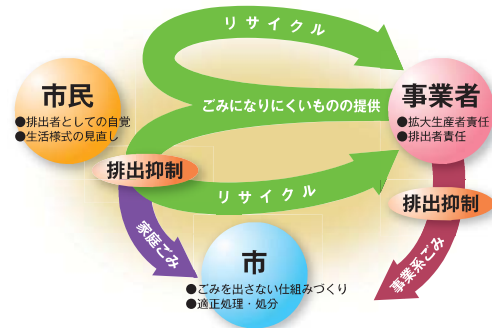 リサイクル
市民
●排出者としての自覚
●生活様式の見直し
ごみになりにくいものの提供
事業者
●拡大生産者責任
●排出者責任
排出抑制
リサイクル
排出抑制
家庭ごみ
事業系ごみ
市
●ごみを出さない仕組みづくり
●適正処理・処分